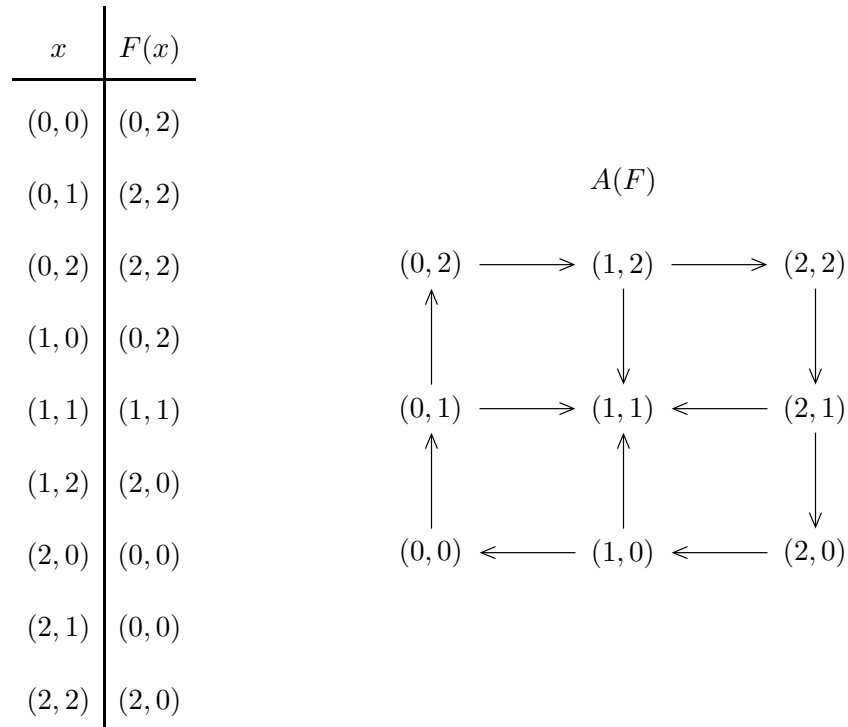 x F(x)
(0, 0) (0, 2)
(0, 1) (2, 2)
(0, 2) (2, 2)
(1, 0) (0, 2)
(1, 1) (1, 1)
(1, 2) (2, 0)
(2, 0) (0, 0)
(2, 1) (0, 0)
(2, 2) (2, 0)
A(F)
(0, 2) (1, 2) (2, 2)
(0, 1) (1, 1) (2, 1)
(0, 0) (1, 0) (2, 0)